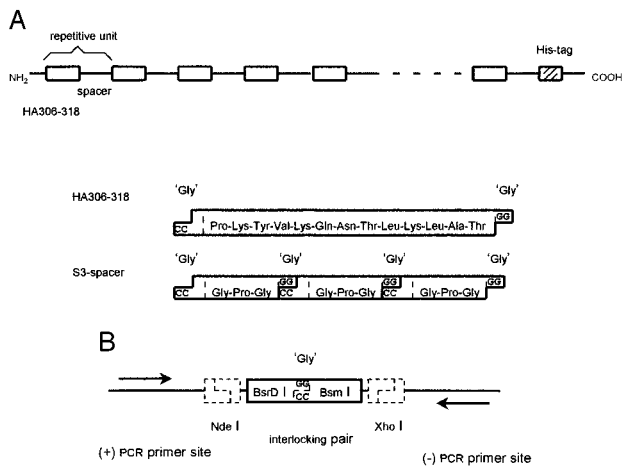 A
repetitive unit
His-tag
NH2
COOH
spacer
HA306-318
'Gly' 'Gly'
HA306-318
GG
CC Pro-Lys-Tyr-Val-Lys-Gln-Asn-Thr-Leu-Lys-Leu-Ala-Thr
'Gly' 'Gly' 'Gly' 'Gly'
S3-spacer
GG GG GG
CC Gly-Pro-Gly CC Gly-Pro-Gly CC Gly-Pro-Gly
B
'Gly'
GG
BsrD I CC Bsm I
Nde I interlocking pair Xho I
(+) PCR primer site (-) PCR primer site